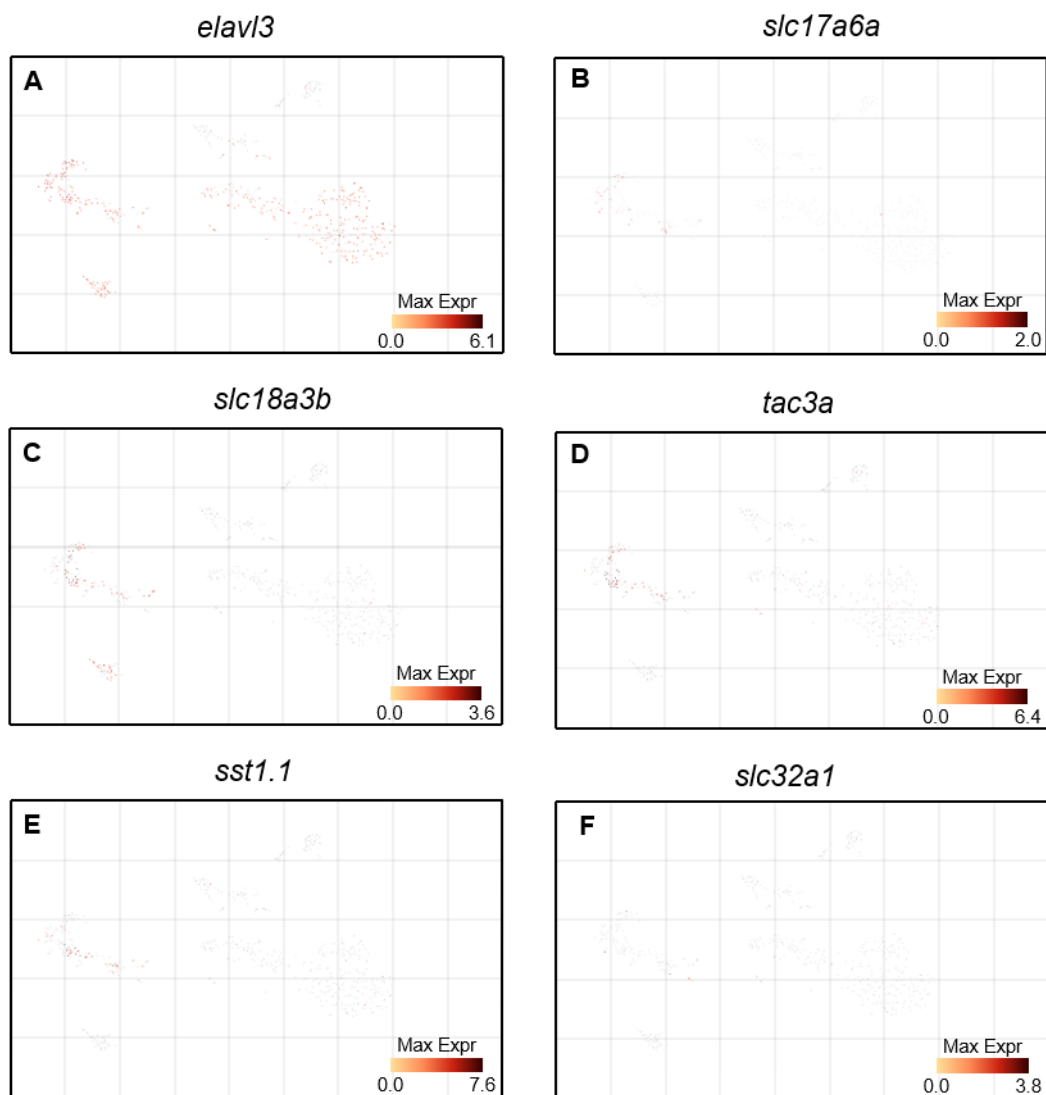 elavl3
slc17a6a
A
B
Max Expr
0.0 6.1
Max Expr
0.0 2.0
slc18a3b
tac3a
C
D
Max Expr
0.0 3.6
Max Expr
0.0 6.4
sst1.1
slc32a1
E
F
Max Expr
0.0 7.6
Max Expr
0.0 3.8